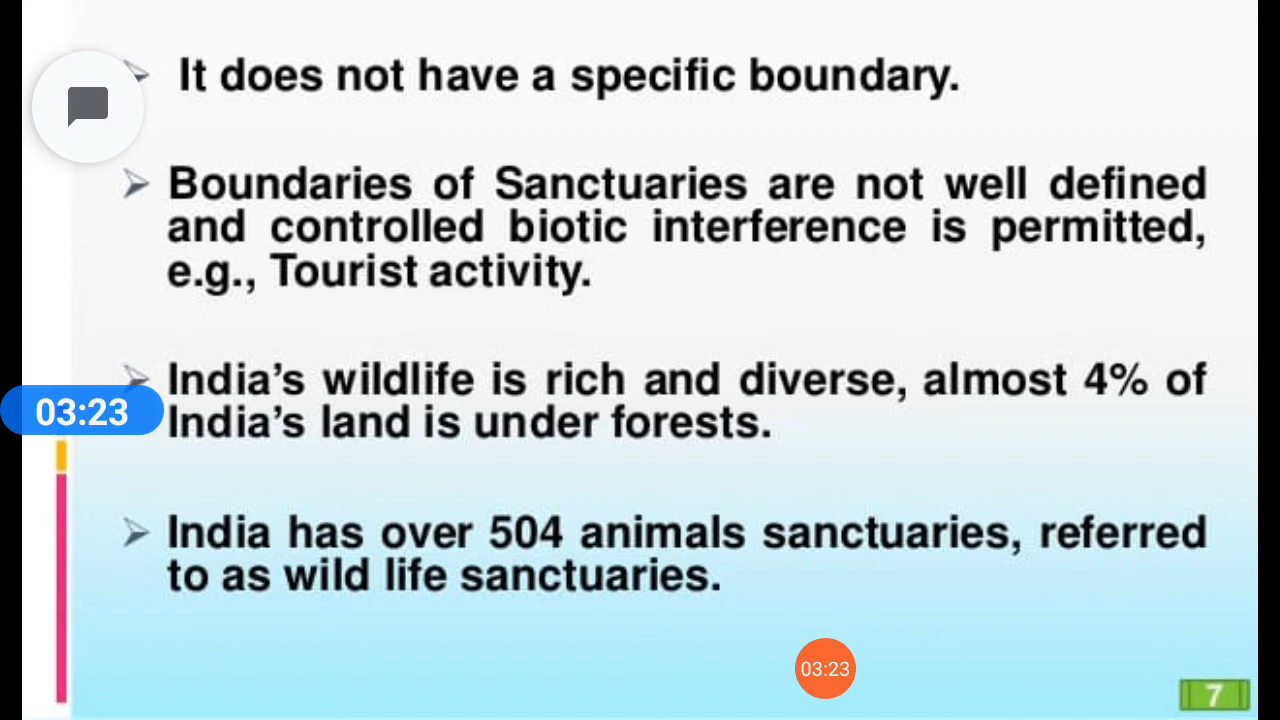 It does not have a specific boundary.
Boundaries of Sanctuaries are not well defined
and controlled biotic interference is permitted,
e.g., Tourist activity.
India's wildlife is rich and diverse, almost 4% of
03:23
India's land is under forests.
India has over 504 animals sanctuaries, referred
to as wild life sanctuaries.
03:23
7